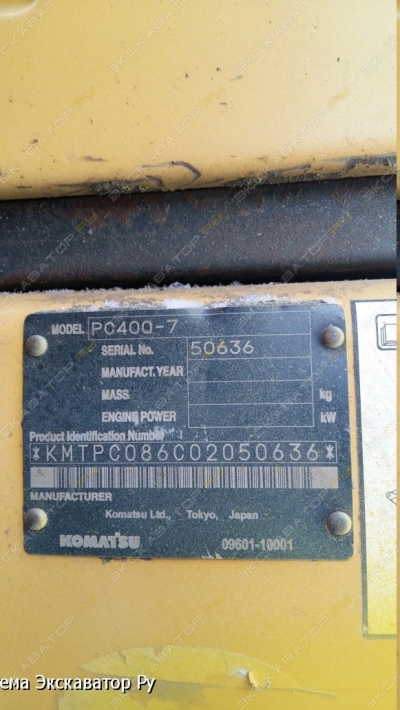 MODEL PC400-7
SERIAL No. 50636
MANUFACT. YEAR
MASS kg
ENGINE POWER kW
Product Identification Number
*KMTPC086C02050636*
MANUFACTURER
Komatsu Ltd., Tokyo, Japan
KOMATSU 09601-10001
ема Экскаватор Ру